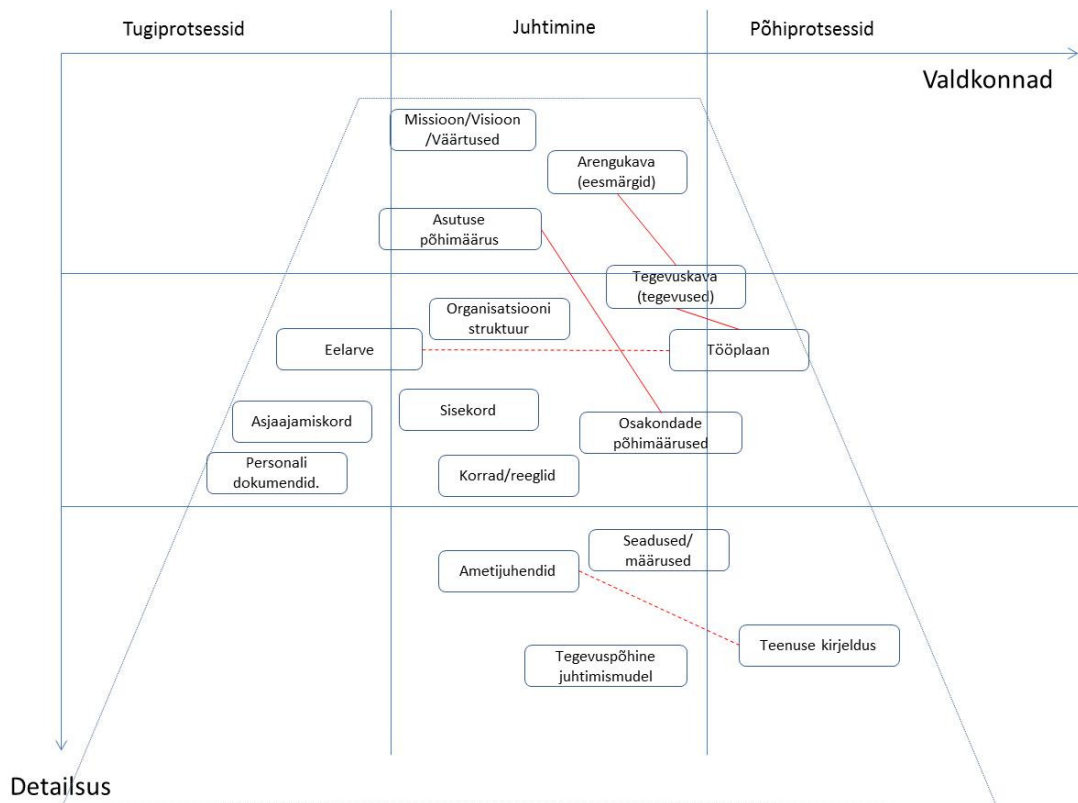 Tugiprotsessid
Juhtimine
Põhiprotsessid
Valdkonnad
Missioon/Visioon
/Väärtused
Arengukava
(eesmärgid)
Asutuse
põhimäärus
Tegevuskava
(tegevused)
Organisatsiooni
struktuur
Eelarve
Tööplaan
Asjaajamiskord
Sisekord
Osakondade
põhimäärused
Personali
dokumendid.
Korrad/reeglid
Seadused/
määrused
Ametijuhendid
Teenuse kirjeldus
Tegevuspõhine
juhtimismudel
Detailsus